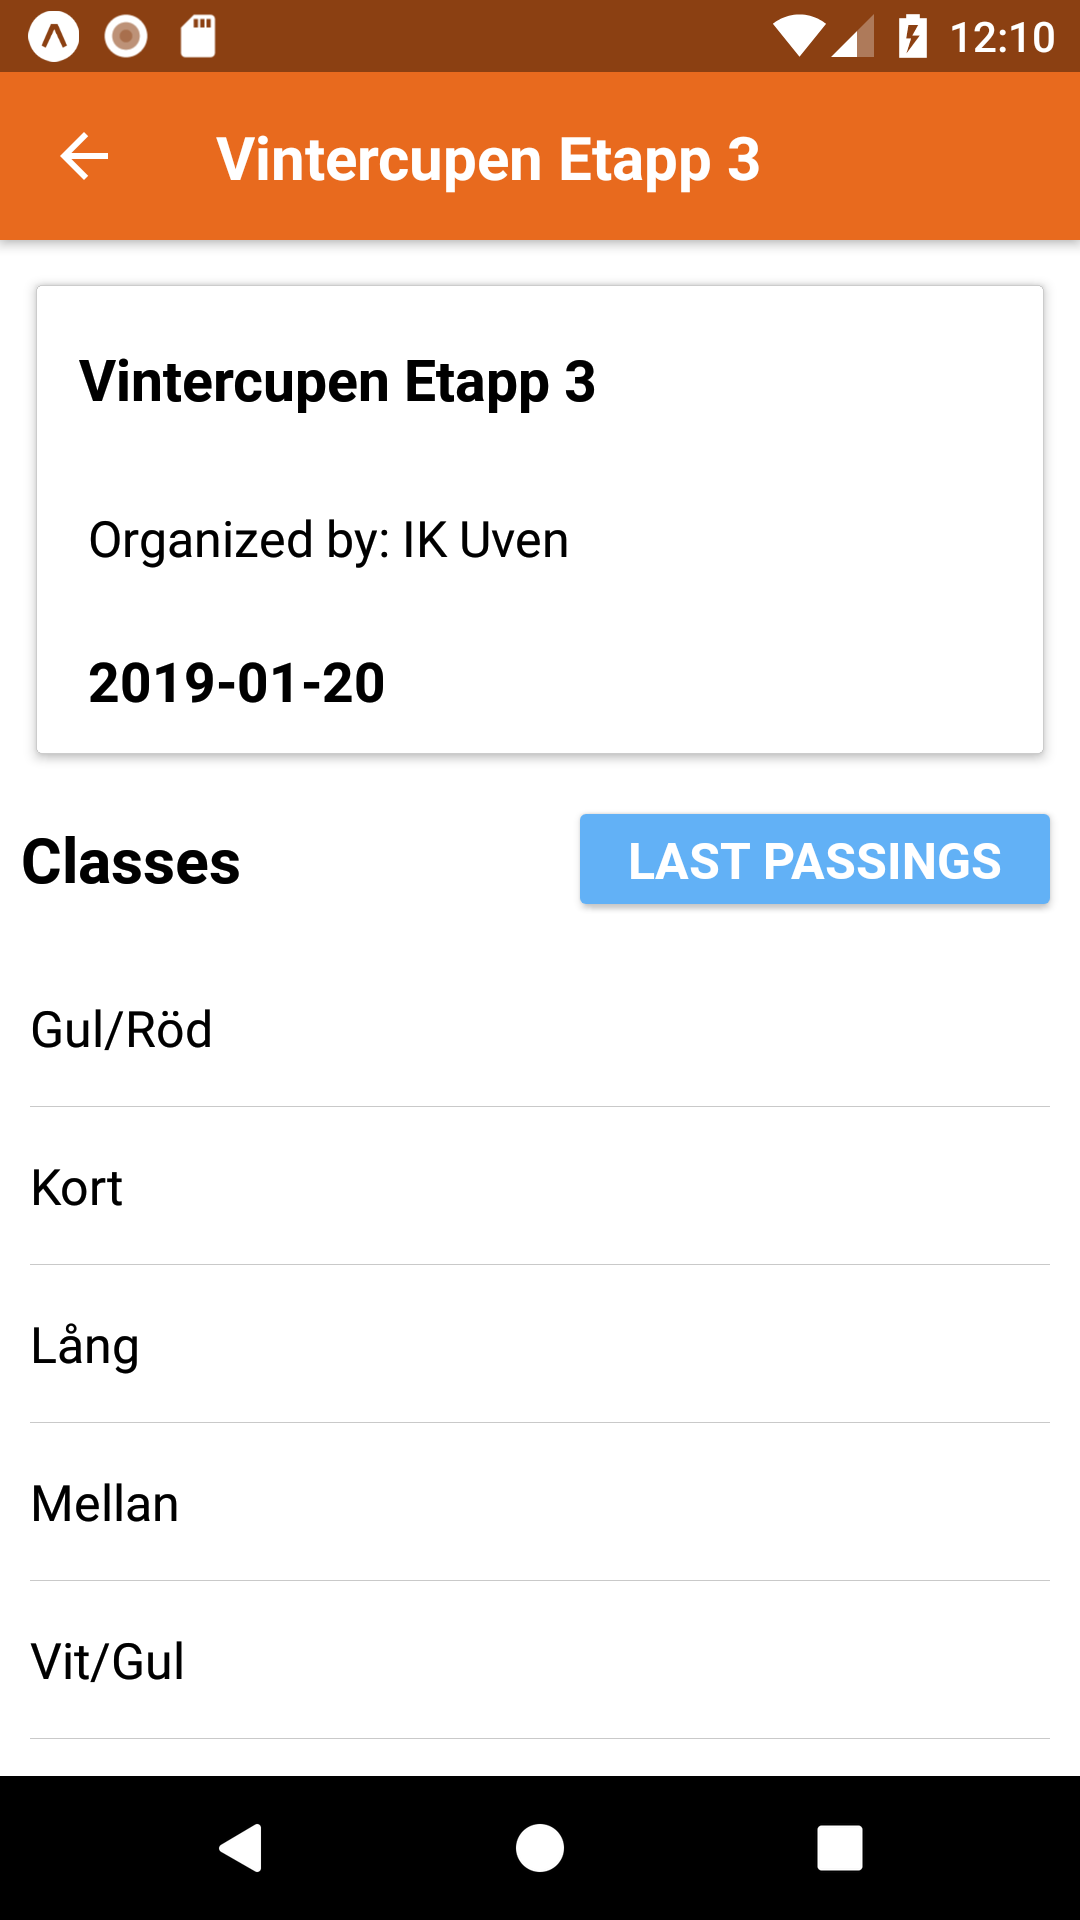 12:10
Vintercupen Etapp 3
Vintercupen Etapp 3
Organized by: IK Uven
2019-01-20
Classes
LAST PASSINGS
Gul/Röd
Kort
Lång
Mellan
Vit/Gul